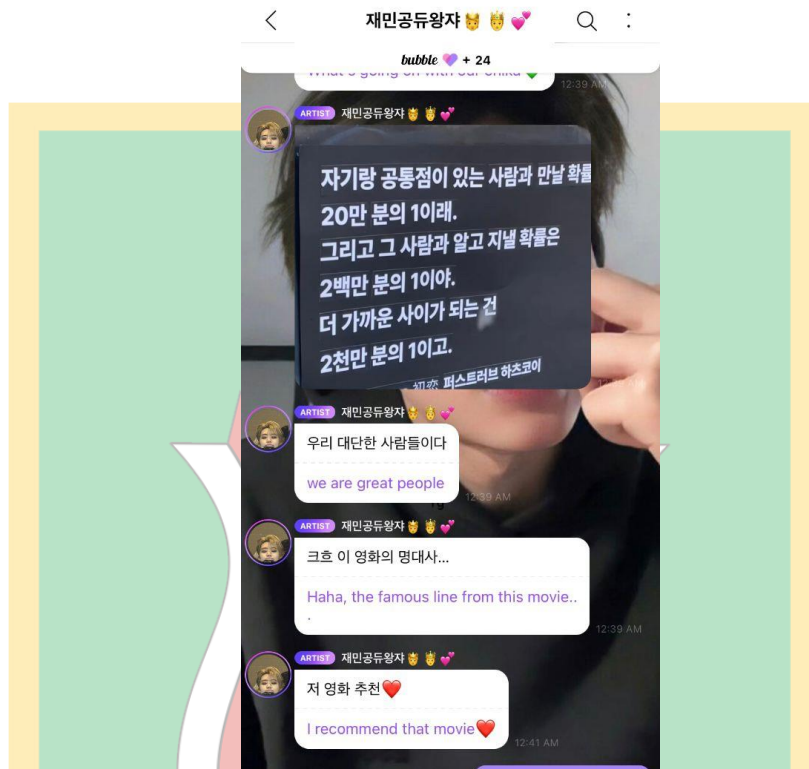 재민공듀왕쟈🤴🤴💕
bubble 💜 + 24
What's going on with our
12:39 AM
ARTIST 재민공듀왕쟈🤴🤴💕
자기랑 공통점이 있는 사람과 만날 확률
20만 분의 1이래.
그리고 그 사람과 알고 지낼 확률은
2백만 분의 1이야.
더 가까운 사이가 되는 건
2천만 분의 1이고.
初恋 퍼스트러브 하츠코이
ARTIST 재민공듀왕쟈🤴🤴💕
우리 대단한 사람들이다
we are great people
12:39 AM
ARTIST 재민공듀왕쟈🤴🤴💕
크흐 이 영화의 명대사...
Haha, the famous line from this movie..
.
12:39 AM
ARTIST 재민공듀왕쟈🤴🤴💕
저 영화 추천❤️
I recommend that movie❤️
12:41 AM